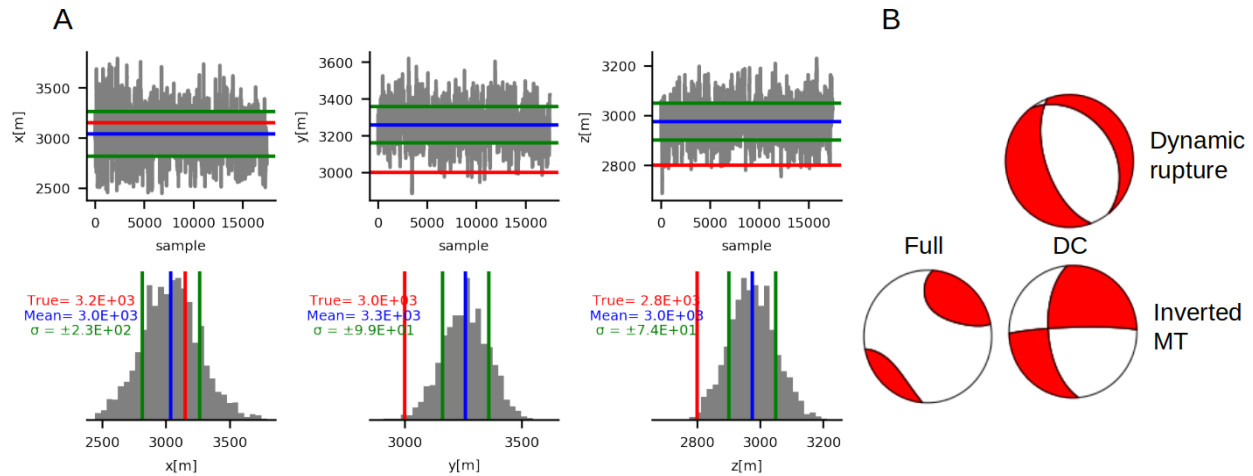 A
B
x[m]
3500
3000
2500
0
5000
10000
15000
sample
y[m]
3600
3400
3200
3000
0
5000
10000
15000
sample
z[m]
3200
3000
2800
2600
0
5000
10000
15000
sample
Dynamic
rupture
Full
DC
Inverted
MT
True= 3.2E+03
Mean= 3.0E+03
σ = ±2.3E+02
2500
3000
3500
x[m]
True= 3.0E+03
Mean= 3.3E+03
σ = ±9.9E+01
3000
3500
y[m]
True= 2.8E+03
Mean= 3.0E+03
σ = ±7.4E+01
2800
3000
3200
z[m]